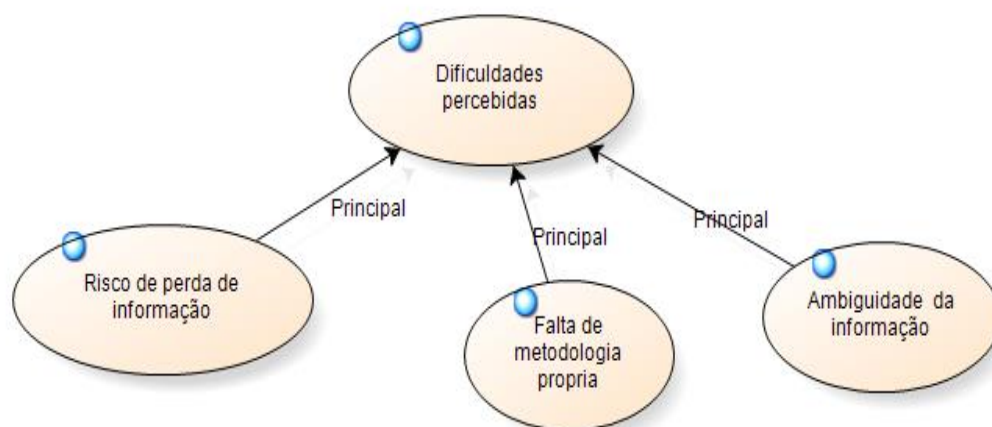 Dificuldades
percebidas
Principal
Principal
Principal
Risco de perda de
informação
Falta de
metodologia
propria
Ambiguidade da
informação